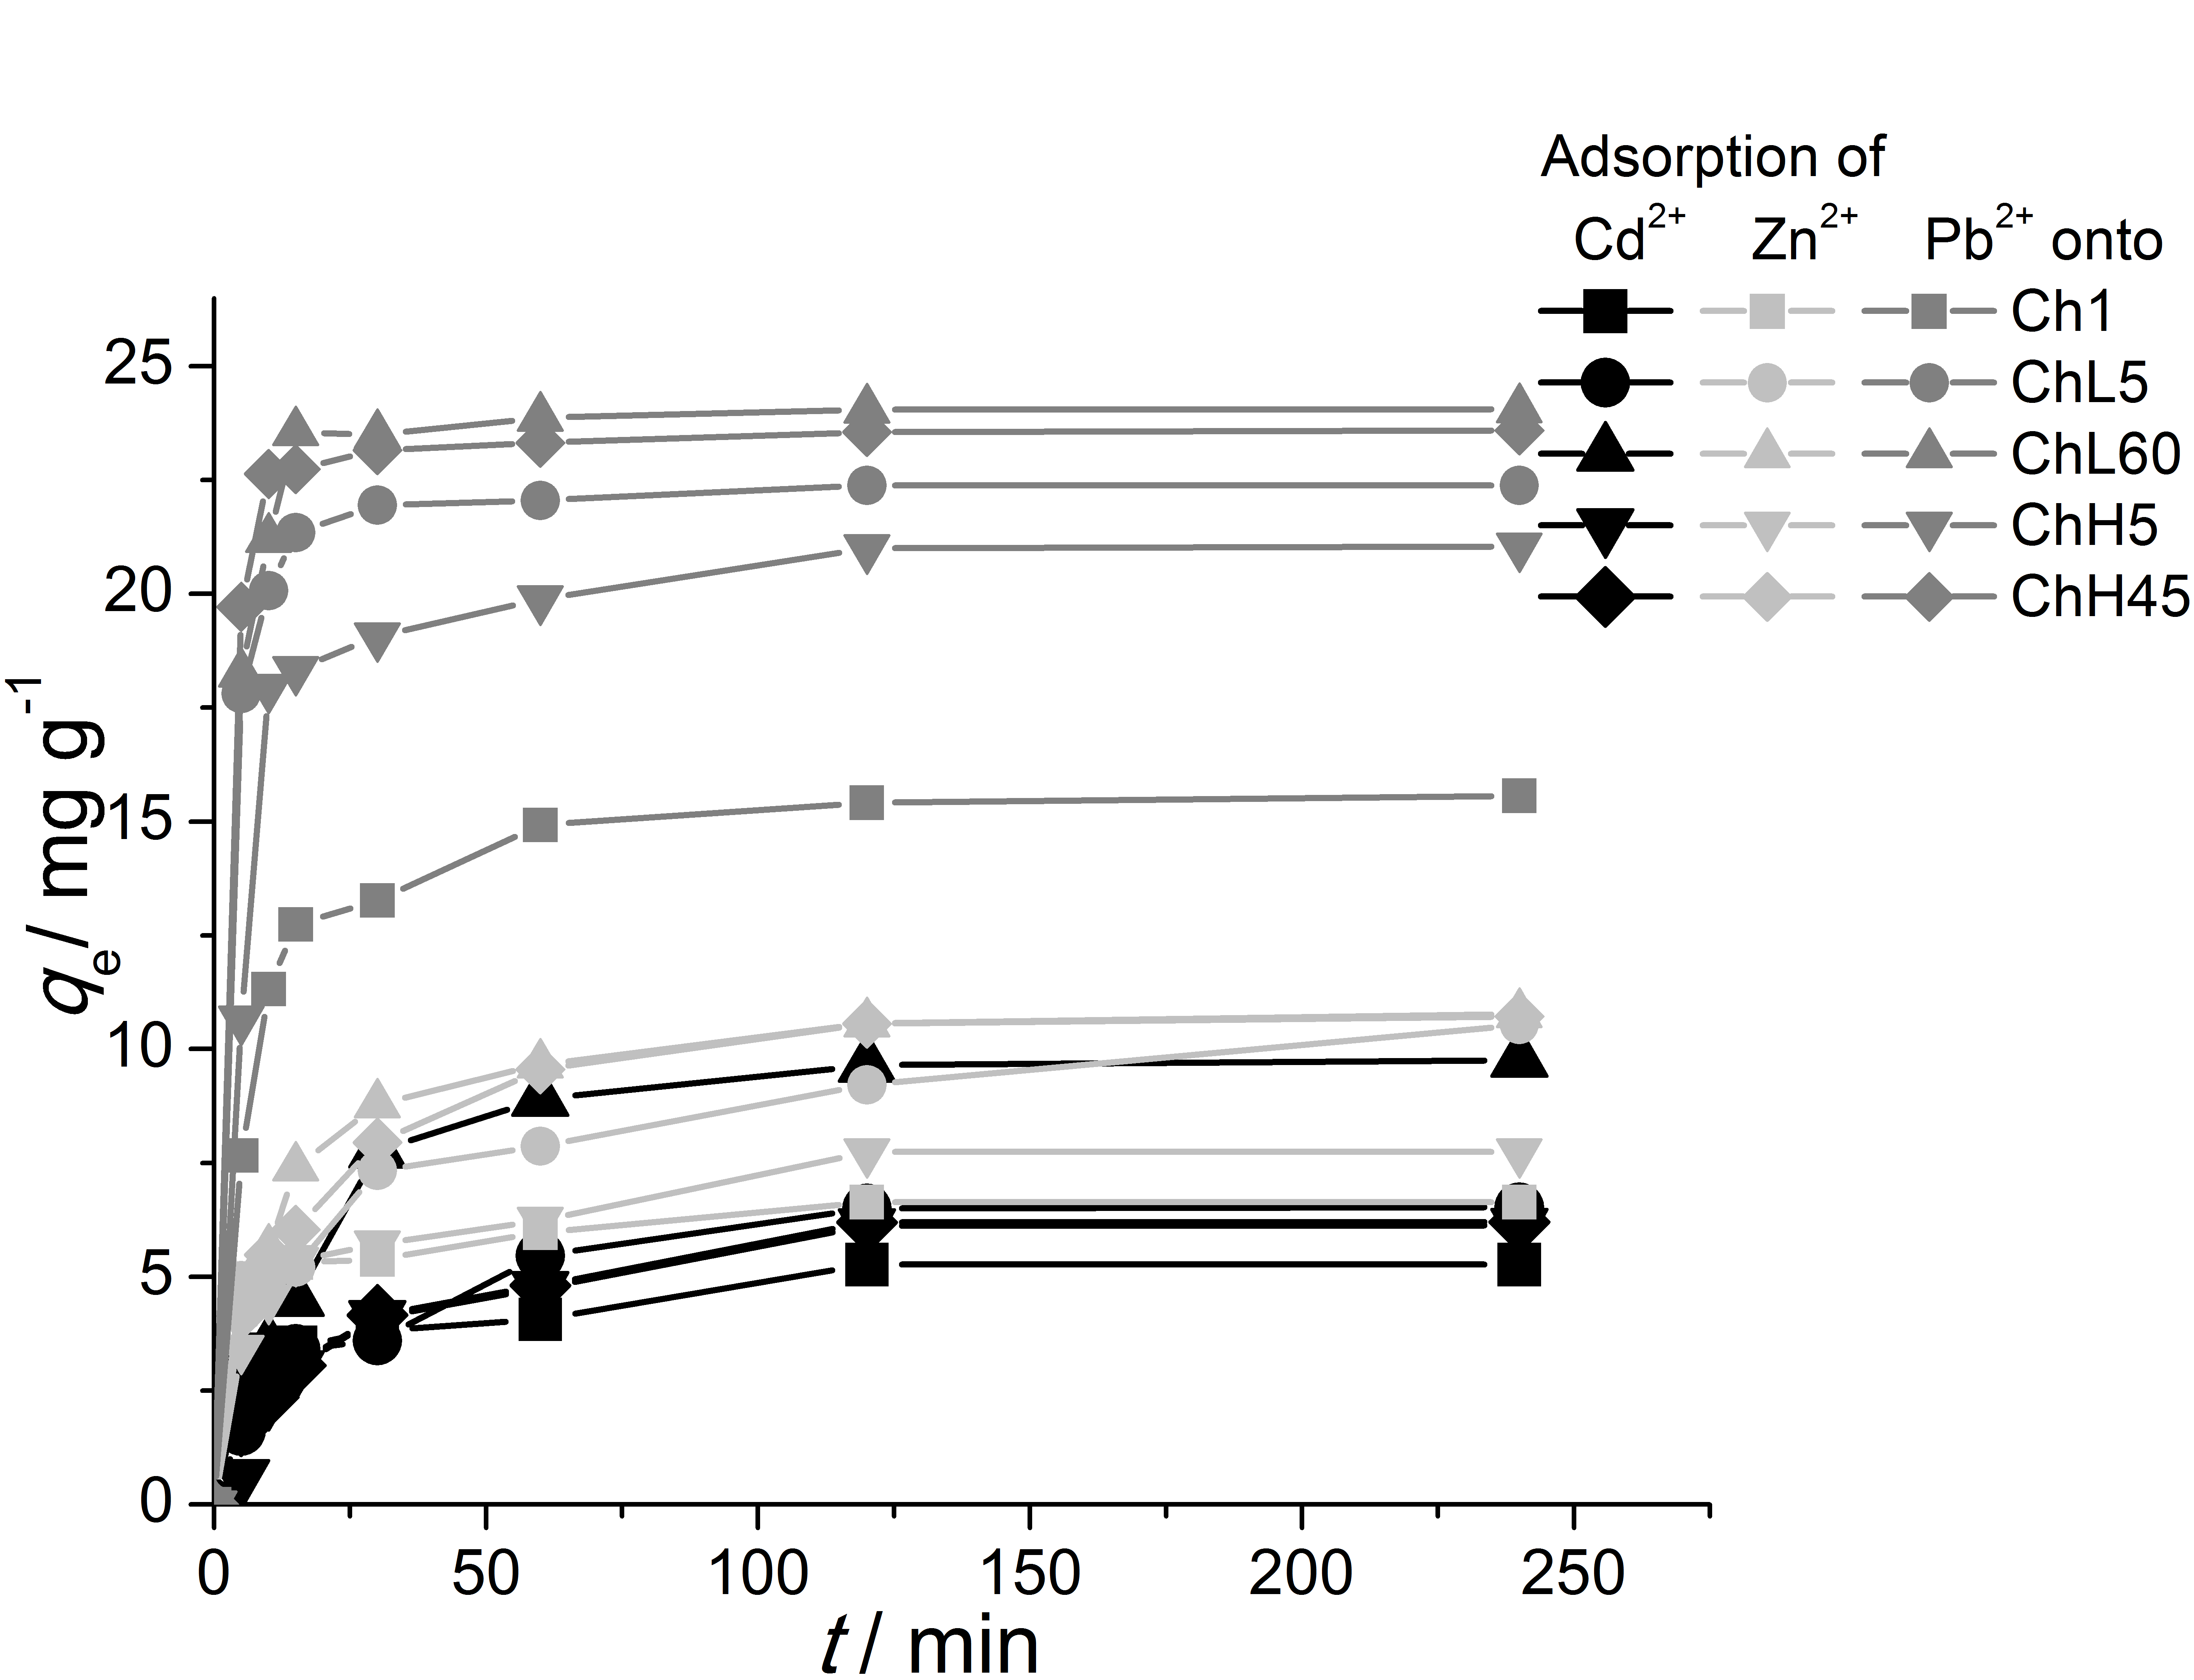 Adsorption of
Cd2+ Zn2+ Pb2+ onto
Ch1
ChL5
ChL60
ChH5
ChH45
25
20
15
10
5
0
qe / mg g-1
0 50 100 150 200 250
t / min